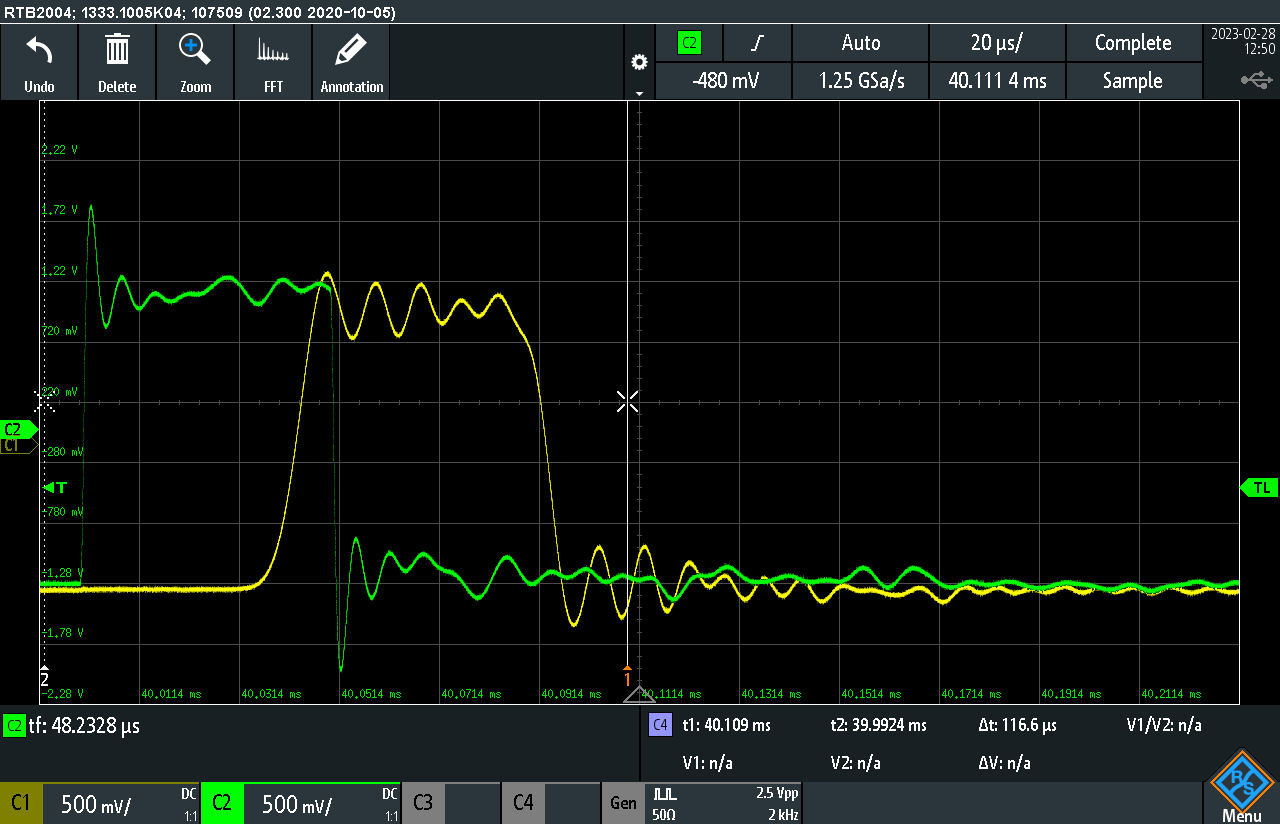 RTB2004; 1333.1005K04; 107509 (02.300 2020-10-05)
Undo
Delete
Zoom
FFT
Annotation
C2
Auto
20 µs/
Complete
-480 mV
1.25 GSa/s
40.111 4 ms
Sample
2023-02-28
12:50
2.22 V
1.72 V
1.22 V
720 mV
220 mV
C2
C1
-280 mV
T
TL
-780 mV
-1.28 V
-1.78 V
2
1
-2.28 V
40.0114 ms
40.0314 ms
40.0514 ms
40.0714 ms
40.0914 ms
40.1114 ms
40.1314 ms
40.1514 ms
40.1714 ms
40.1914 ms
40.2114 ms
C2 tf: 48.2328 µs
C4 t1: 40.109 ms t2: 39.9924 ms Δt: 116.6 µs V1/V2: n/a
V1: n/a V2: n/a ΔV: n/a
C1 500 mV/ DC 1:1
C2 500 mV/ DC 1:1
C3
C4
Gen
2.5 Vpp
50Ω 2 kHz
R&S
Menu